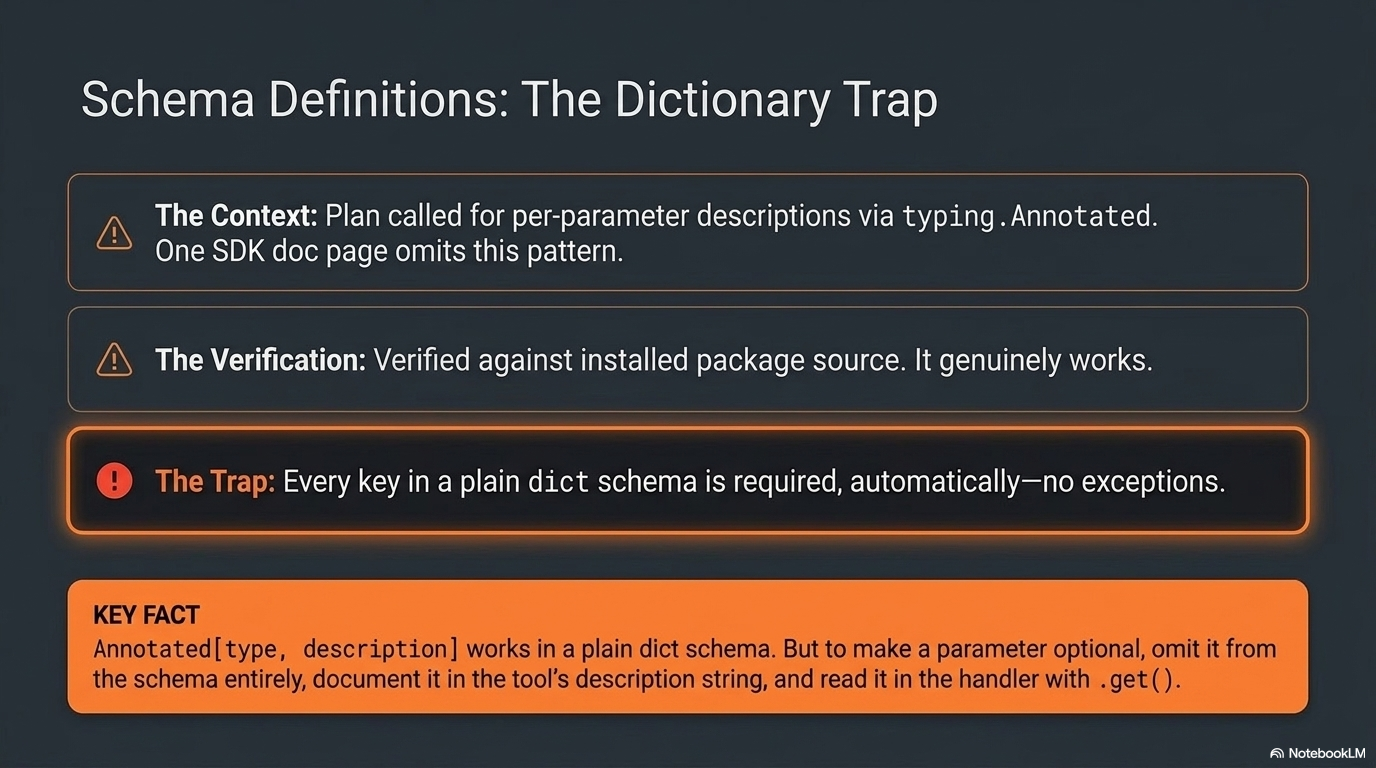 Schema Definitions: The Dictionary Trap
The Context: Plan called for per-parameter descriptions via typing.Annotated.
One SDK doc page omits this pattern.
The Verification: Verified against installed package source. It genuinely works.
The Trap: Every key in a plain dict schema is required, automatically—no exceptions.
KEY FACT
Annotated[type, description] works in a plain dict schema. But to make a parameter optional, omit it from
the schema entirely, document it in the tool’s description string, and read it in the handler with .get().
NotebookLM